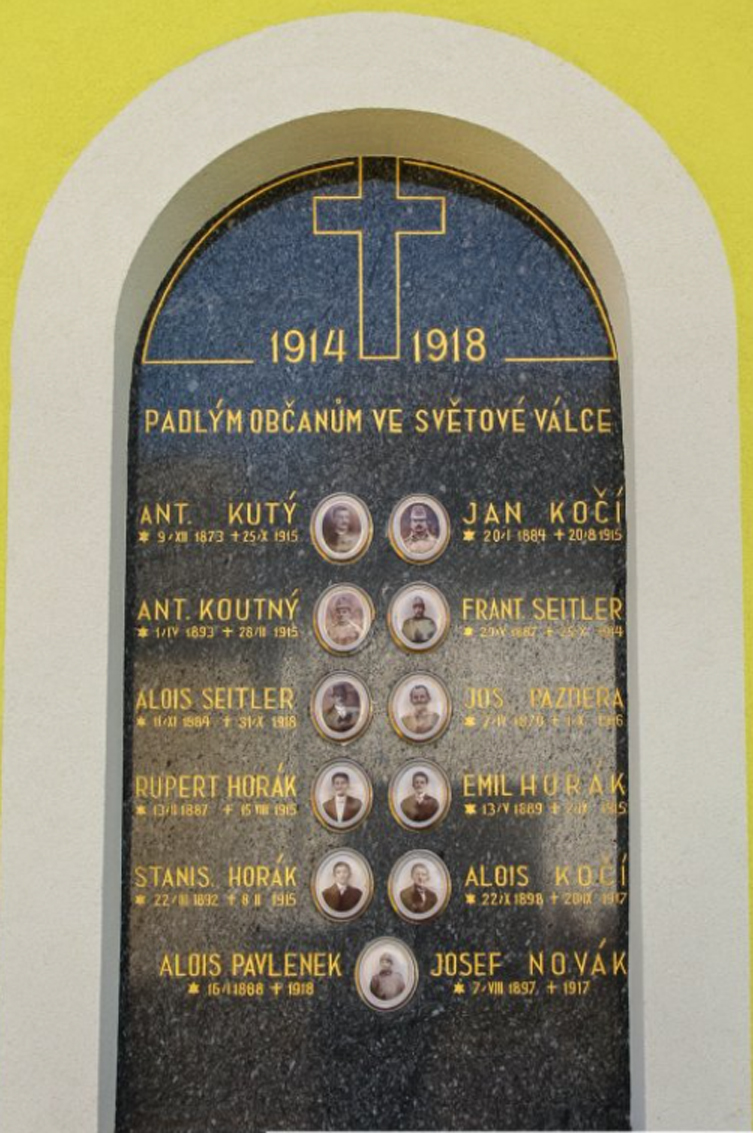 1914 1918
PADLÝM OBČANŮM VE SVĚTOVÉ VÁLCE
ANT. KUTÝ
* 9/XII 1873 +25/X 1915
JAN KOČÍ
* 20/I 1884 +20/8 1915
ANT. KOUTNÝ
* 1/IV 1893 + 28/II 1915
FRANT. SEITLER
ALOIS SEITLER
* 11/XI 1884 + 31/X 1918
JOS. PAZDERA
RUPERT HORÁK
* 13/II 1887 + 15 VIII 1915
EMIL HORÁK
* 13/V 1889 + 1915
STANIS. HORÁK
* 22/III 1892 + 8 II 1915
ALOIS KOČÍ
* 22/X 1898 + 1917
ALOIS PAVLENEK
* 16/I 1888 + 1918
JOSEF NOVÁK
* 7/VIII 1897 + 1917